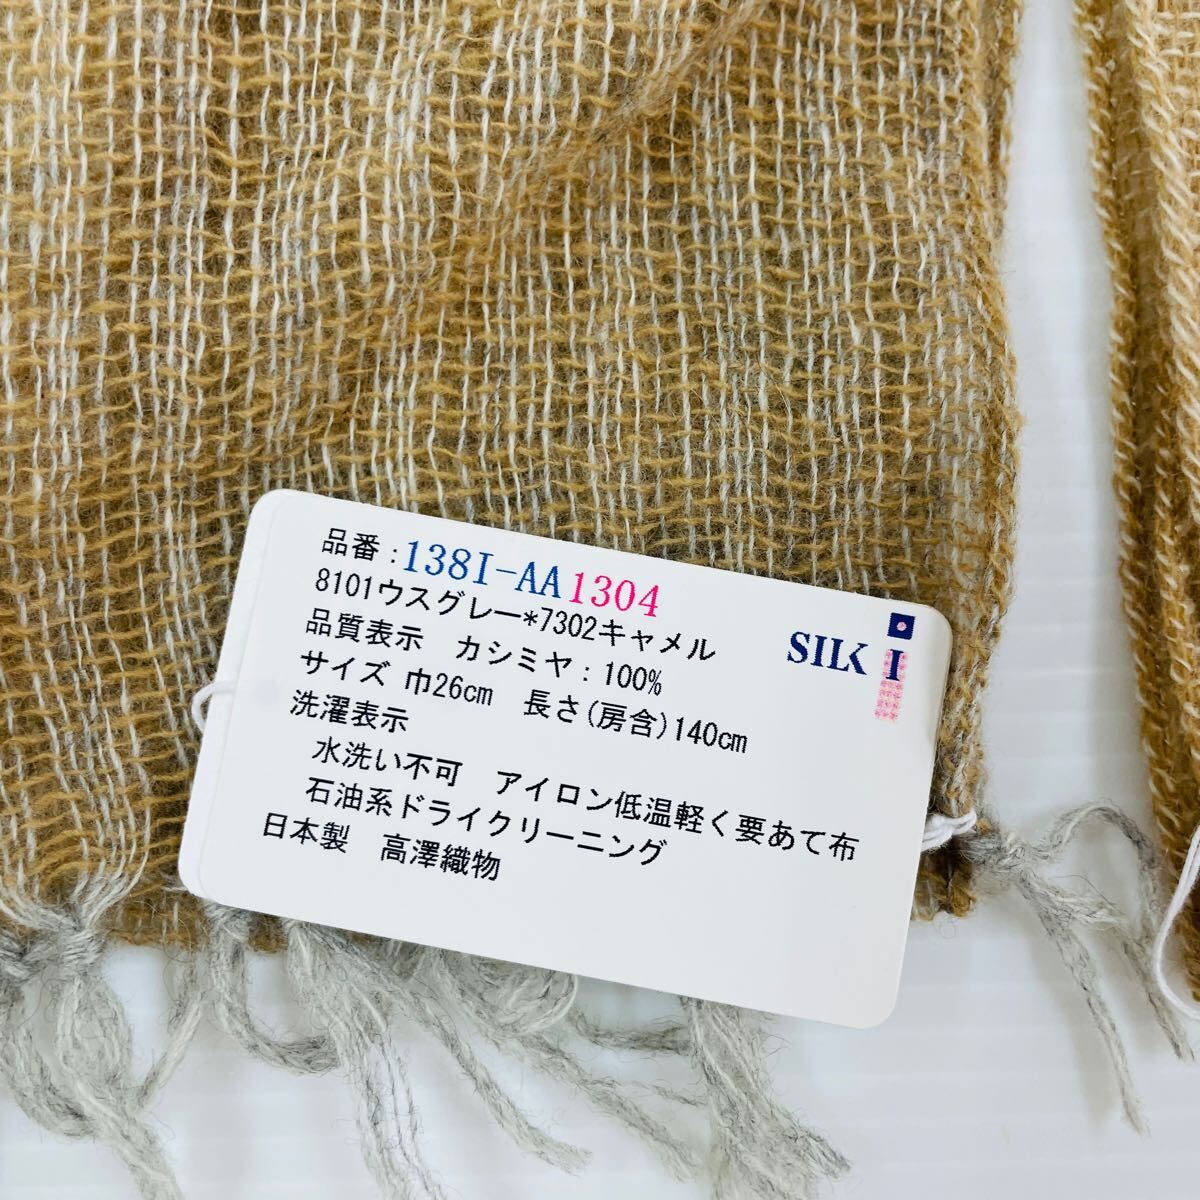 品番:138I-AA1304
8101ウスグレー*7302キャメル
品質表示　カシミヤ:100%
サイズ 巾26cm　長さ(房含)140cm
洗濯表示
水洗い不可　アイロン低温軽く要あて布
石油系ドライクリーニング
日本製　高澤織物
SILK I